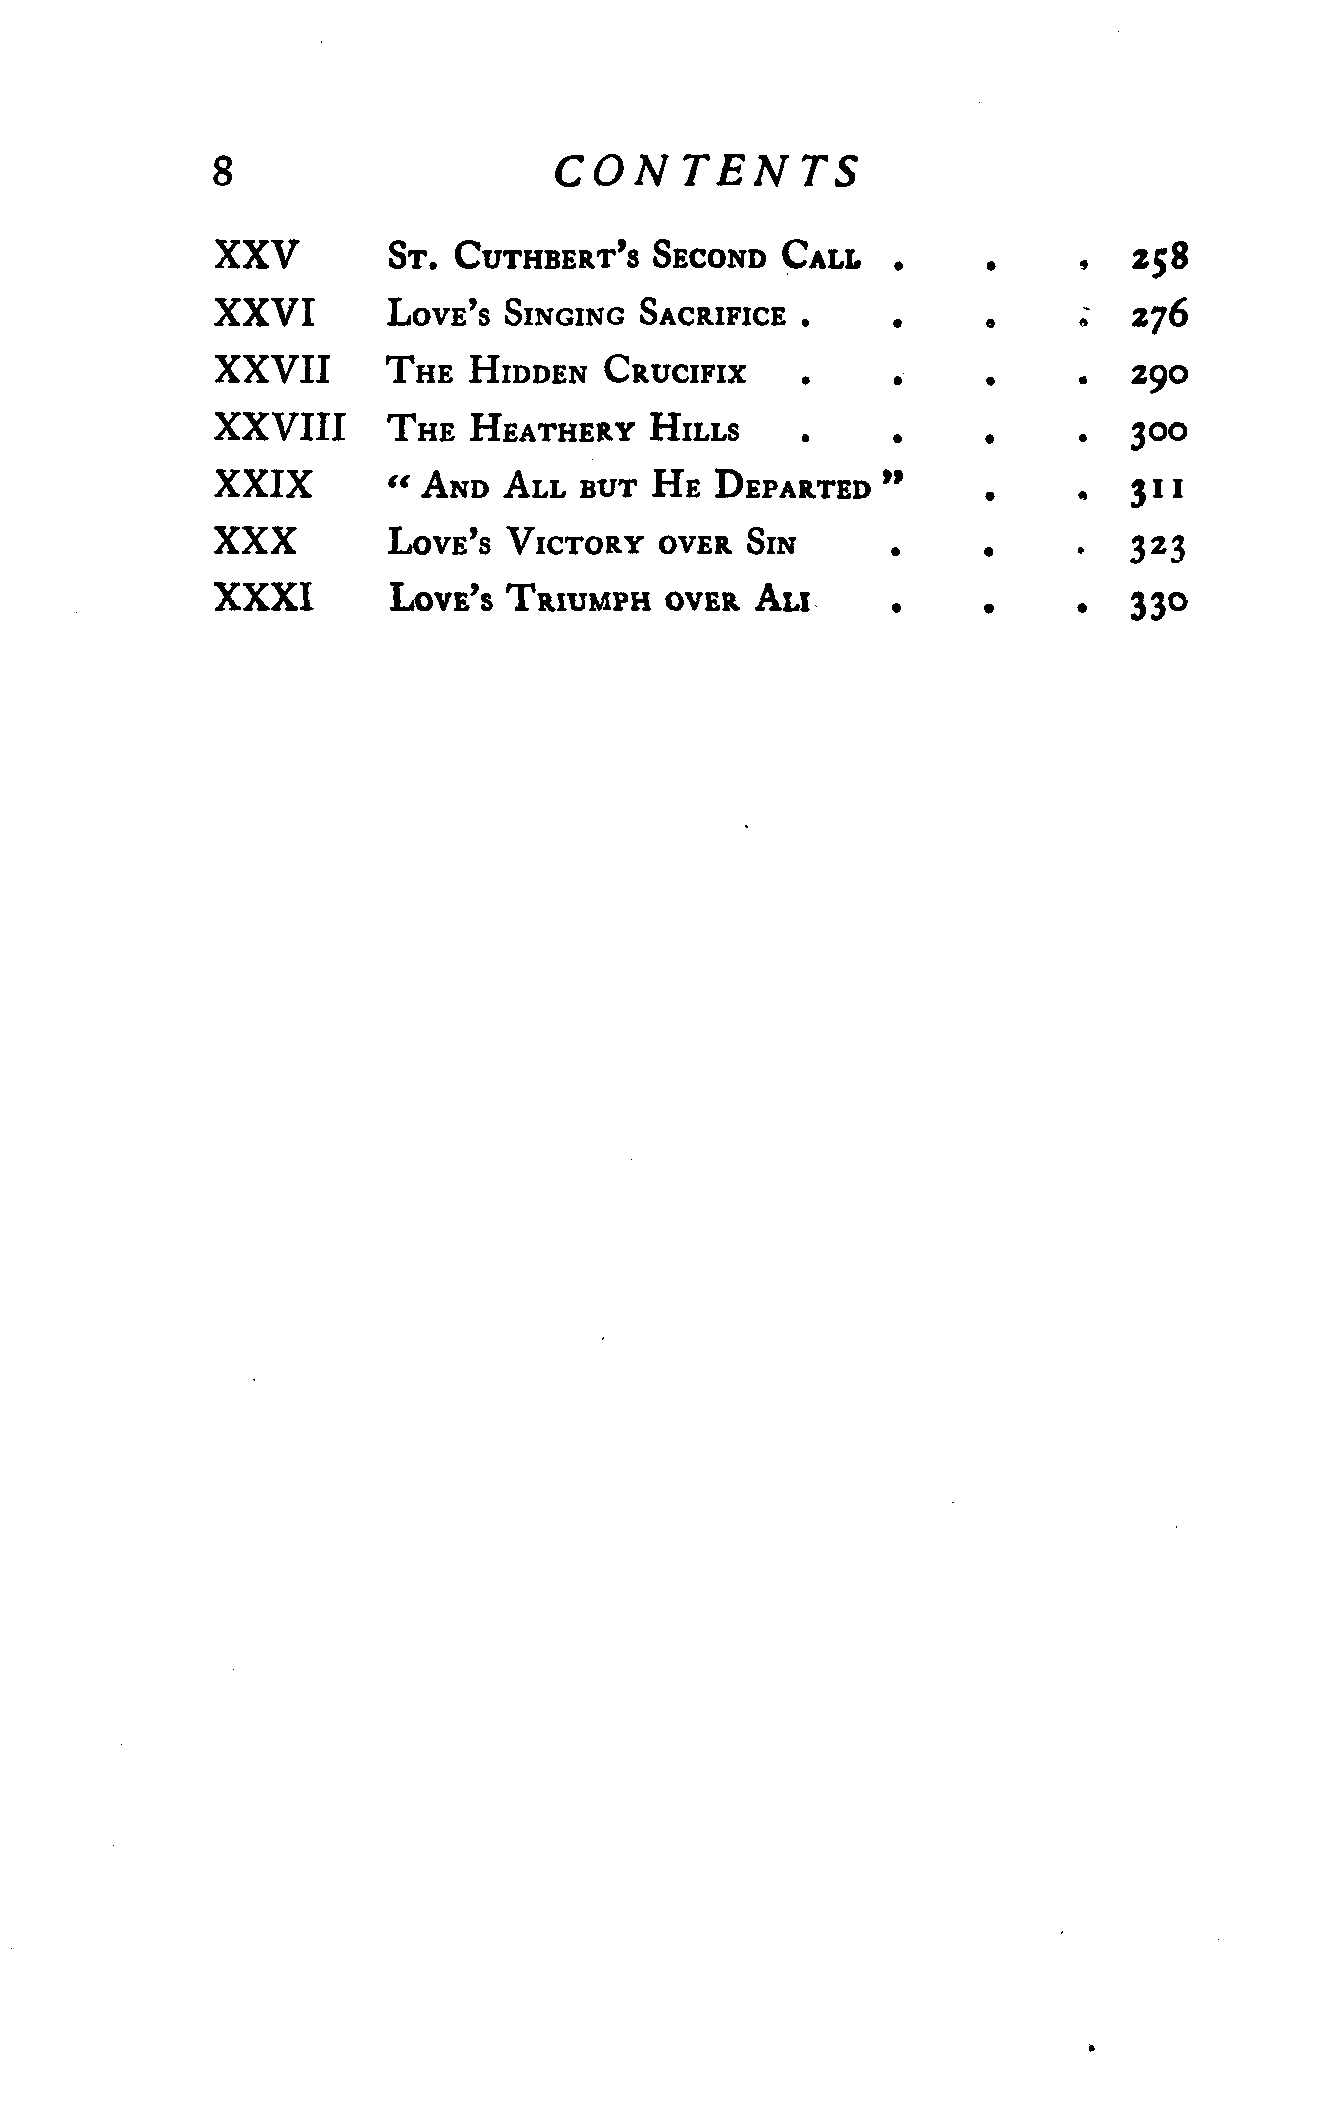 8 CONTENTS
XXV St. Cuthbert's Second Call . . . 258
XXVI Love's Singing Sacrifice . . . . 276
XXVII The Hidden Crucifix . . . . 290
XXVIII The Heathery Hills . . . . 300
XXIX “ And All but He Departed ” . . 311
XXX Love's Victory over Sin . . . 323
XXXI Love's Triumph over Ali . . . 330